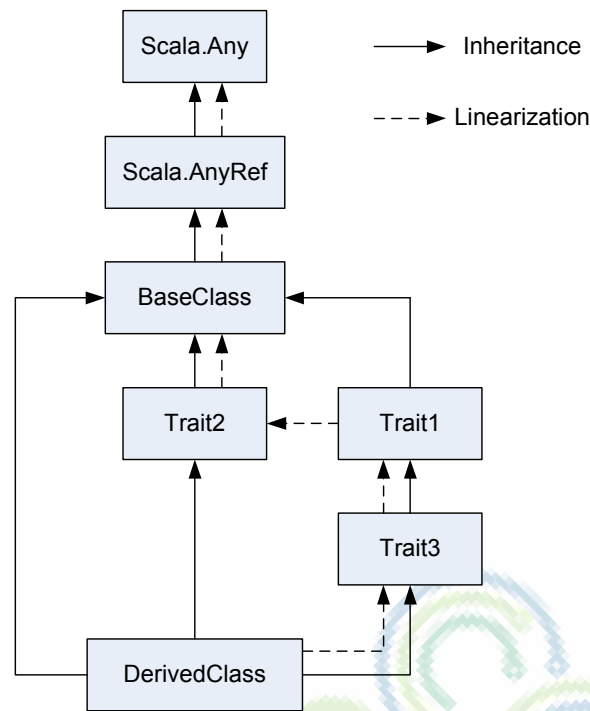 Scala.Any
Inheritance
Linearization
Scala.AnyRef
BaseClass
Trait2
Trait1
Trait3
DerivedClass